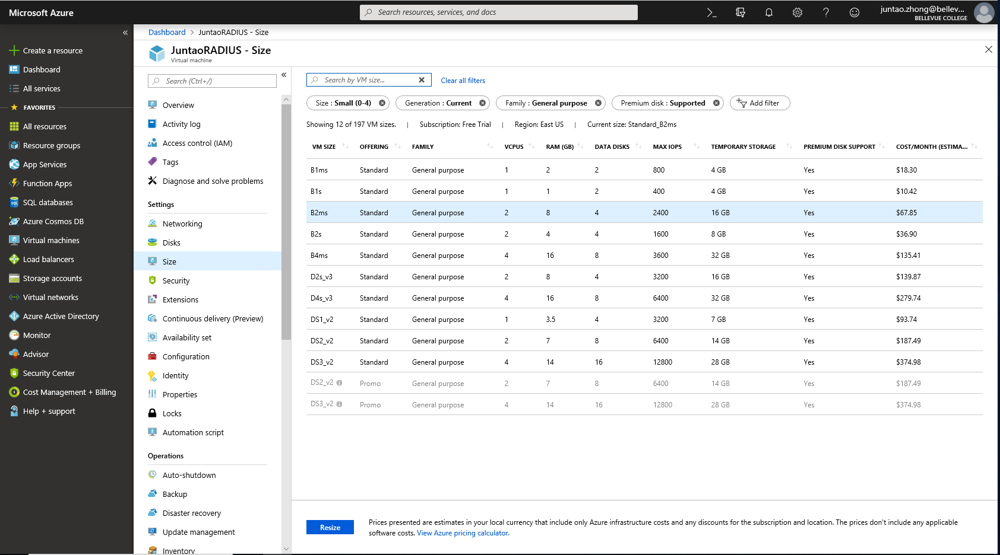 Microsoft Azure
Search resources, services, and docs
juntao.zhong@bellev...
BELLEVUE COLLEGE
Create a resource
Dashboard
All services
FAVORITES
All resources
Resource groups
App Services
Function Apps
SQL databases
Azure Cosmos DB
Virtual machines
Load balancers
Storage accounts
Virtual networks
Azure Active Directory
Monitor
Advisor
Security Center
Cost Management + Billing
Help + support
Dashboard > JuntaoRADIUS - Size
JuntaoRADIUS - Size
Virtual machine
Search (Ctrl+/)
Overview
Activity log
Access control (IAM)
Tags
Diagnose and solve problems
Settings
Networking
Disks
Size
Security
Extensions
Continuous delivery (Preview)
Availability set
Configuration
Identity
Properties
Locks
Automation script
Operations
Auto-shutdown
Backup
Disaster recovery
Update management
Inventory
Search by VM size... Clear all filters
Size : Small (0-4) Generation : Current Family : General purpose Premium disk : Supported Add filter
Showing 12 of 197 VM sizes. | Subscription: Free Trial | Region: East US | Current size: Standard_B2ms
VM SIZE OFFERING FAMILY VCPUS RAM (GB) DATA DISKS MAX IOPS TEMPORARY STORAGE PREMIUM DISK SUPPORT COST/MONTH (ESTIMA...
B1ms Standard General purpose 1 2 2 800 4 GB Yes $18.30
B1s Standard General purpose 1 1 2 400 4 GB Yes $10.42
B2ms Standard General purpose 2 8 4 2400 16 GB Yes $67.85
B2s Standard General purpose 2 4 4 1600 8 GB Yes $36.90
B4ms Standard General purpose 4 16 8 3600 32 GB Yes $135.41
D2s_v3 Standard General purpose 2 8 4 3200 16 GB Yes $139.87
D4s_v3 Standard General purpose 4 16 8 6400 32 GB Yes $279.74
DS1_v2 Standard General purpose 1 3.5 4 3200 7 GB Yes $93.74
DS2_v2 Standard General purpose 2 7 8 6400 14 GB Yes $187.49
DS3_v2 Standard General purpose 4 14 16 12800 28 GB Yes $374.98
DS2_v2 Promo General purpose 2 7 8 6400 14 GB Yes $187.49
DS3_v2 Promo General purpose 4 14 16 12800 28 GB Yes $374.98
Resize
Prices presented are estimates in your local currency that include only Azure infrastructure costs and any discounts for the subscription and location. The prices don't include any applicable
software costs. View Azure pricing calculator.